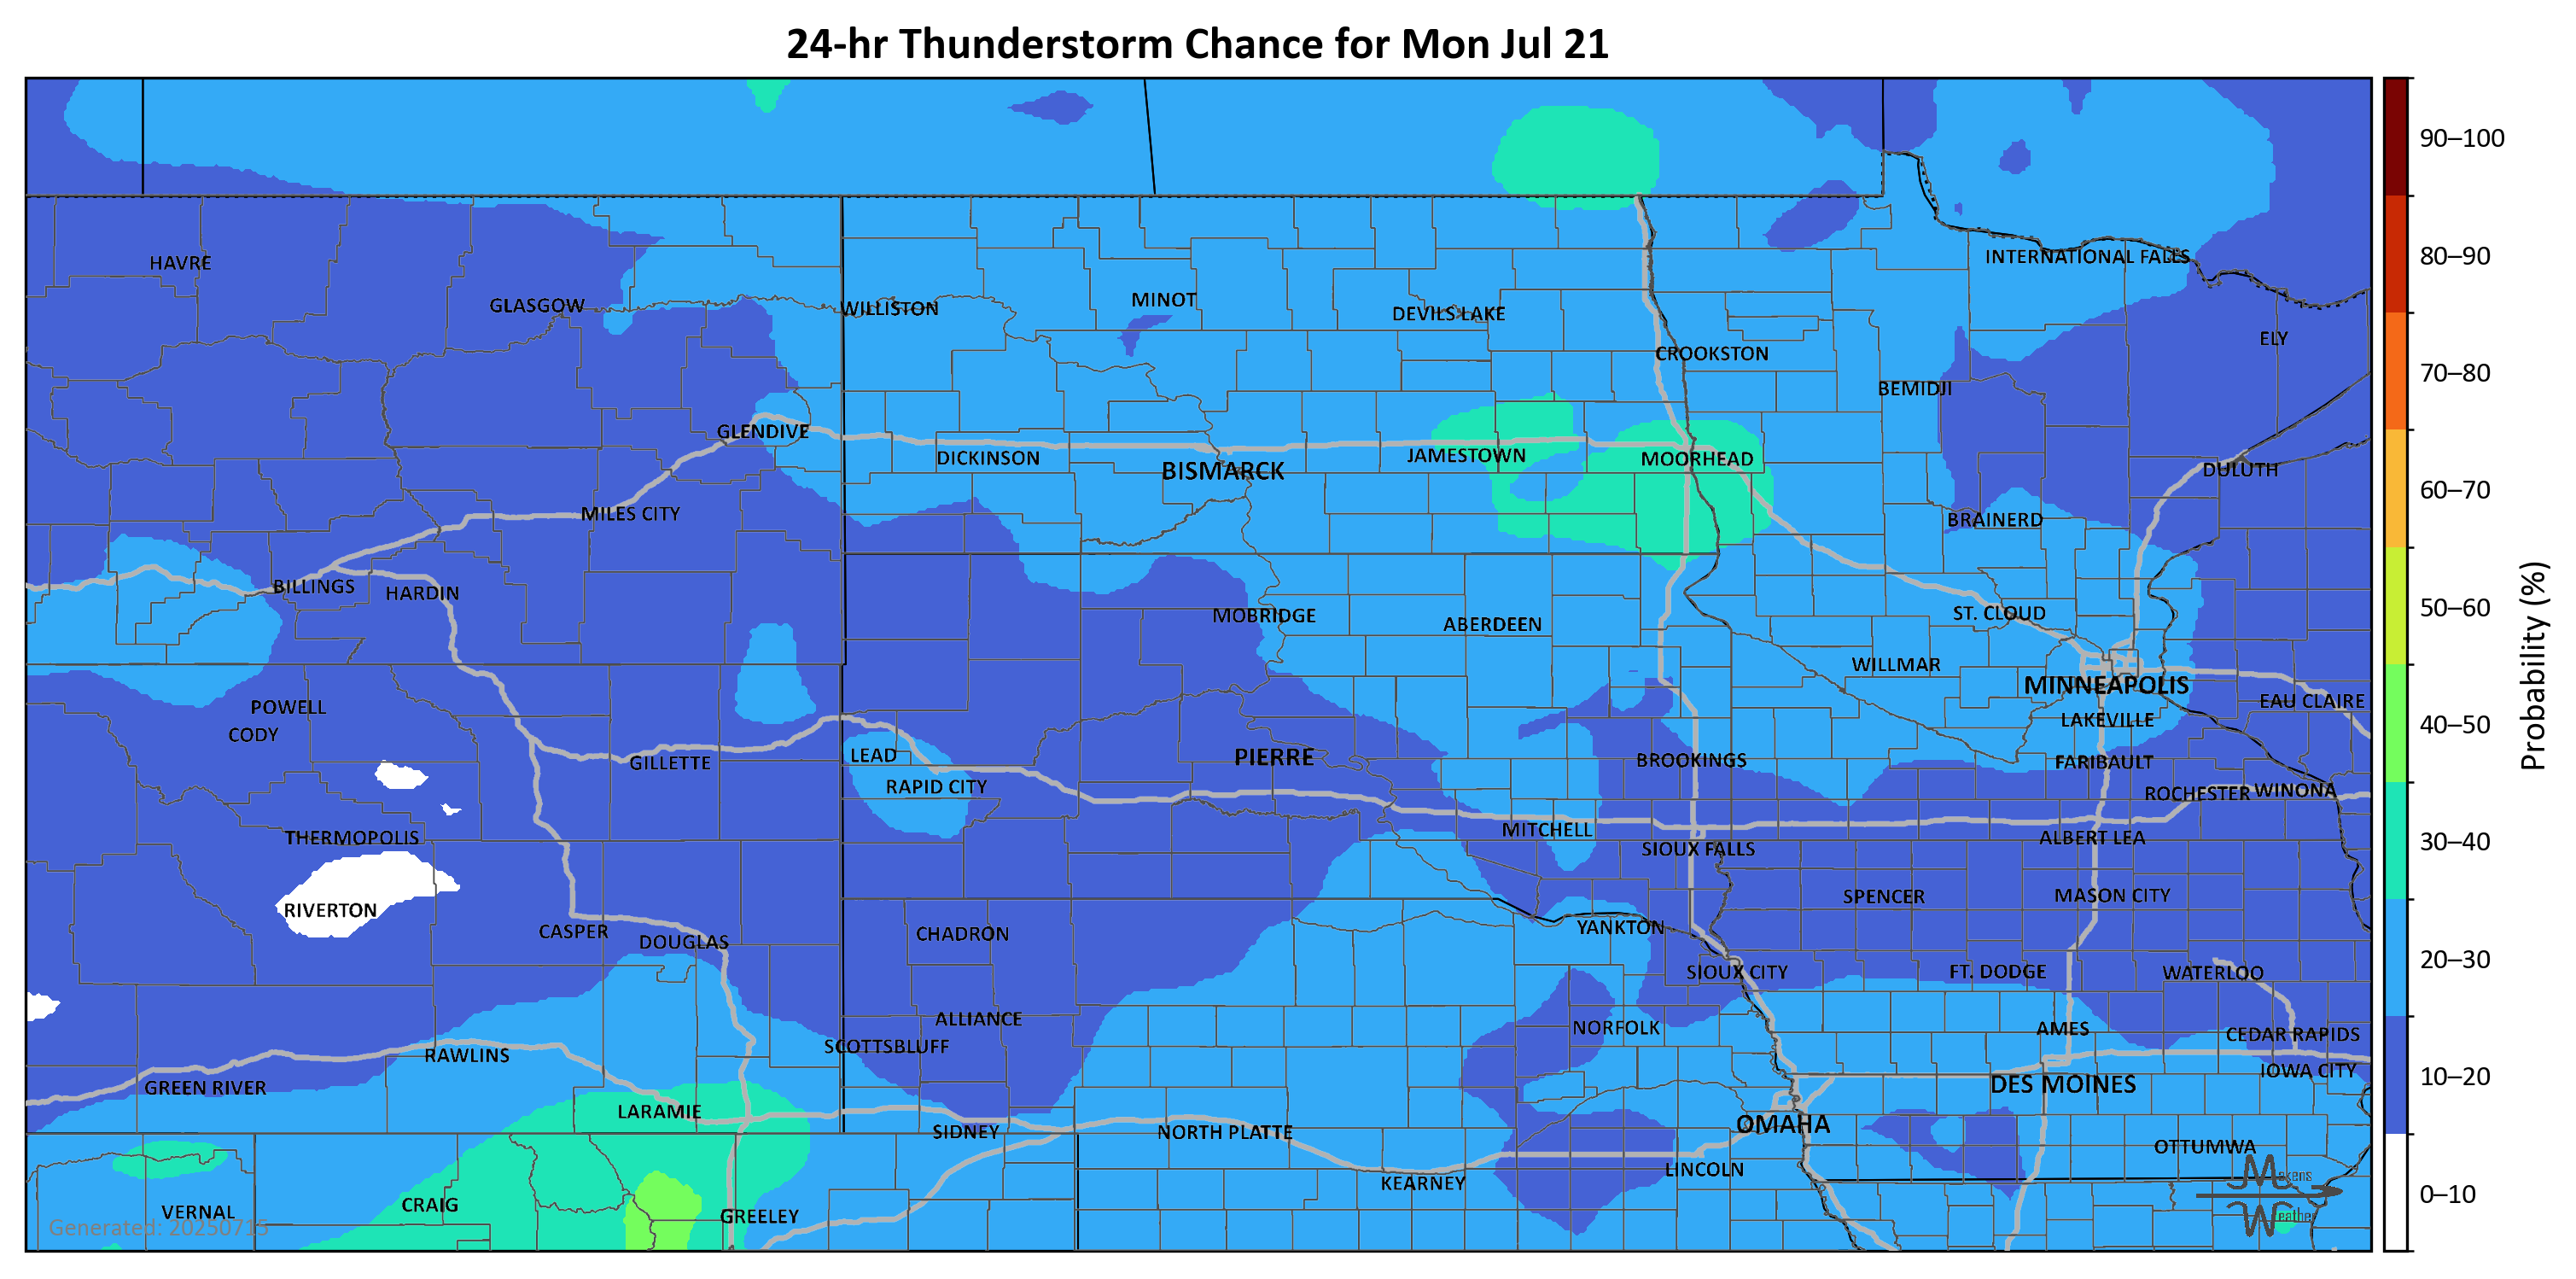 24-hr Thunderstorm Chance for Mon Jul 21
90–100
80–90
70–80
60–70
50–60
40–50
30–40
20–30
10–20
0–10
Probability (%)
HAVRE
GLASGOW
WILLISTON
MINOT
DEVILS LAKE
INTERNATIONAL FALLS
CROOKSTON
ELY
BEMIDJI
GLENDIVE
DICKINSON
BISMARCK
JAMESTOWN
MOORHEAD
DULUTH
MILES CITY
BRAINERD
BILLINGS
HARDIN
MOBRIDGE
ABERDEEN
ST. CLOUD
WILLMAR
MINNEAPOLIS
POWELL
EAU CLAIRE
CODY
LAKEVILLE
GILLETTE
LEAD
PIERRE
BROOKINGS
FARIBAULT
RAPID CITY
ROCHESTER
WINONA
THERMOPOLIS
MITCHELL
ALBERT LEA
SIOUX FALLS
RIVERTON
SPENCER
MASON CITY
CASPER
DOUGLAS
CHADRON
YANKTON
SIOUX CITY
FT. DODGE
WATERLOO
ALLIANCE
NORFOLK
AMES
CEDAR RAPIDS
SCOTTSBLUFF
RAWLINS
IOWA CITY
GREEN RIVER
DES MOINES
LARAMIE
OMAHA
SIDNEY
NORTH PLATTE
OTTUMWA
LINCOLN
KEARNEY
VERNAL
CRAIG
GREELEY
Generated: 20250715
Makens
Weather